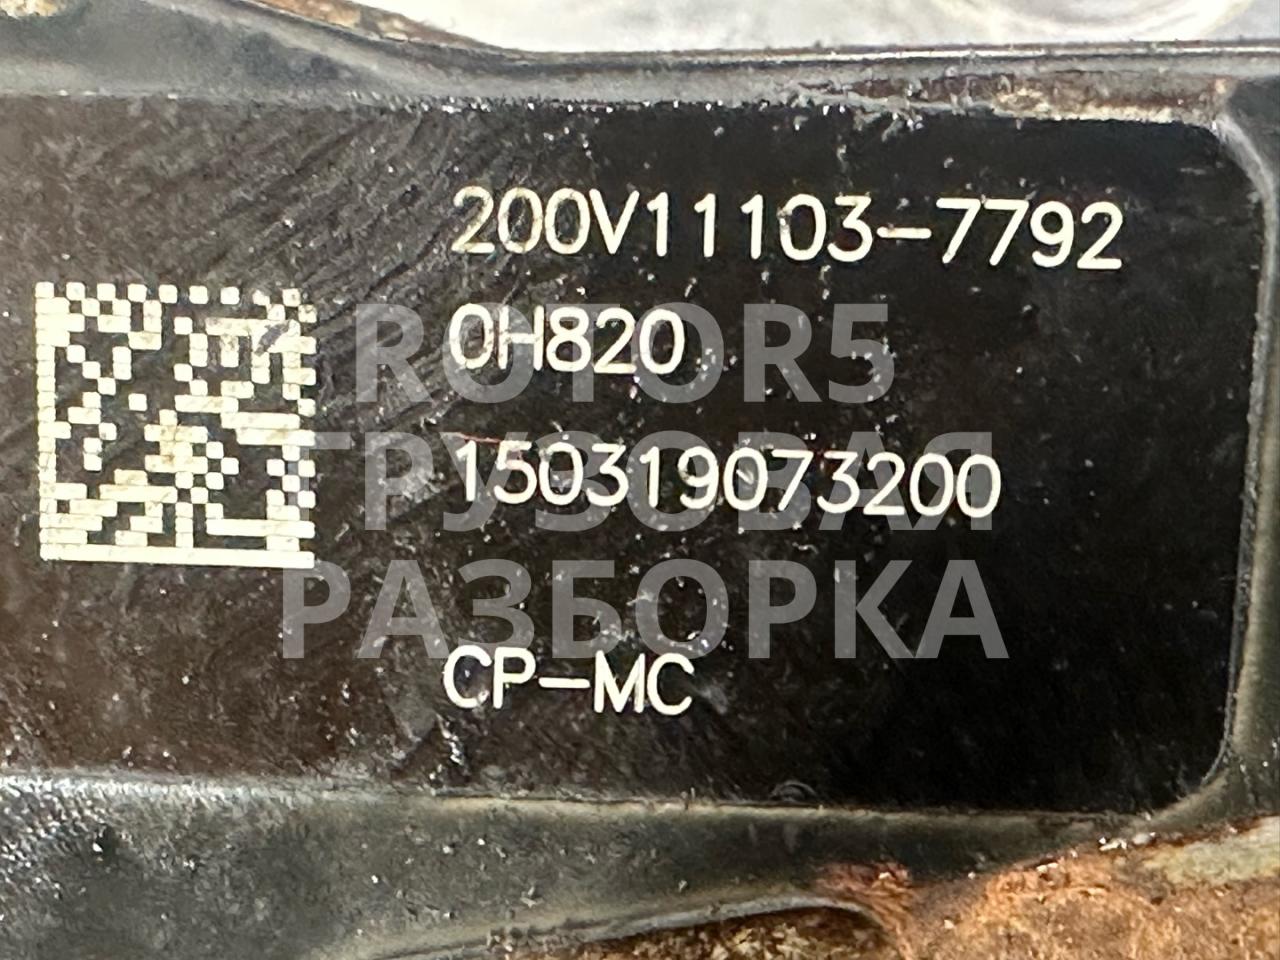 200V11103-7792
0H820
150319073200
CP-MC
ROTOR5
ГРУЗОВАЯ
РАЗБОРКА